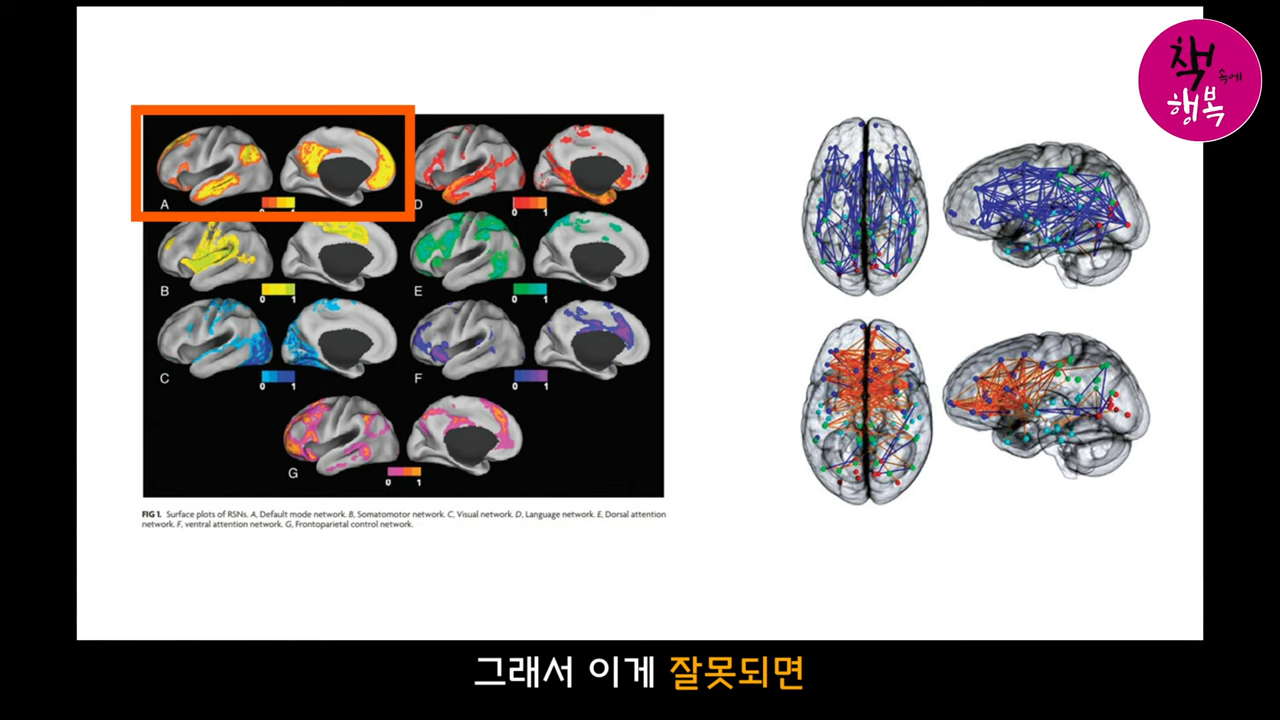 책
속에
행복
A
0 1
D
0 1
B
0 1
E
0 1
C
0 1
F
0 1
G
0 1
FIG 1. Surface plots of RSNs. A, Default mode network. B, Somatomotor network. C, Visual network. D, Language network. E, Dorsal attention
network. F, ventral attention network. G, Frontoparietal control network.
그래서 이게 잘못되면